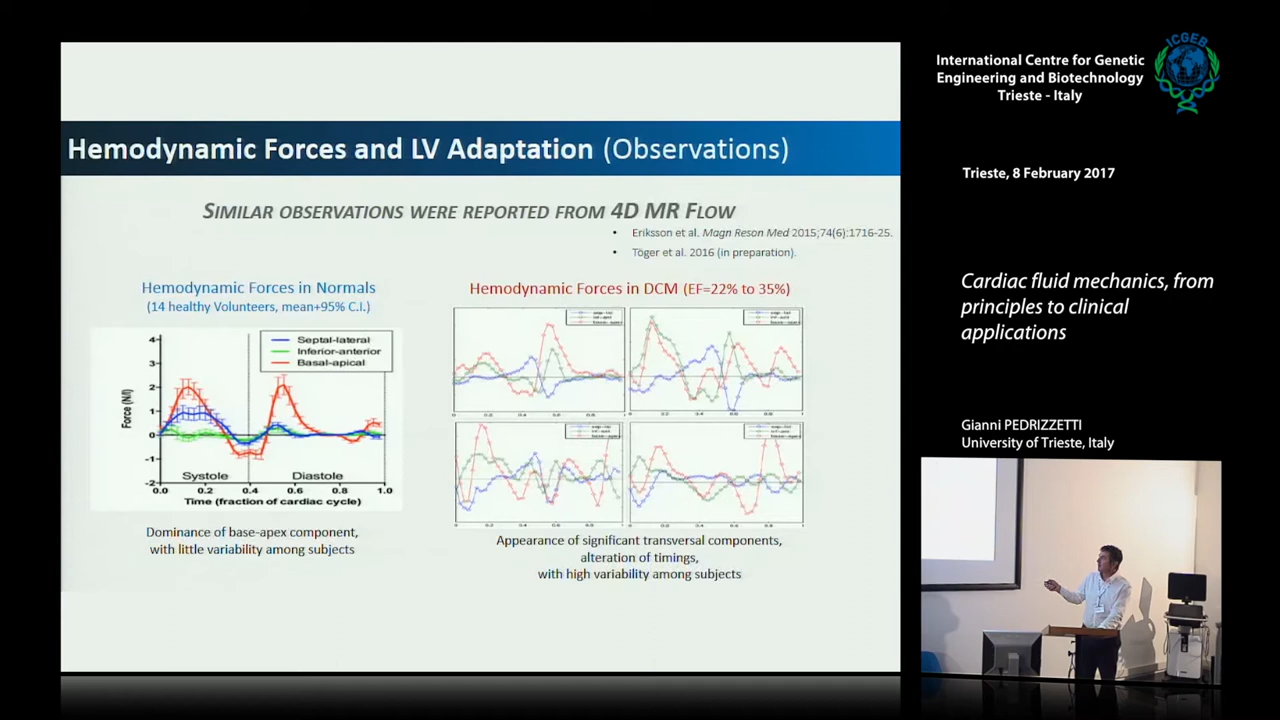 Hemodynamic Forces and LV Adaptation (Observations)
SIMILAR OBSERVATIONS WERE REPORTED FROM 4D MR FLOW
• Eriksson et al. Magn Reson Med 2015;74(6):1716-25.
• Töger et al. 2016 (in preparation).
Hemodynamic Forces in Normals
(14 healthy Volunteers, mean+95% C.I.)
Septal-lateral
Inferior-anterior
Basal-apical
Force (N/l)
4
3
2
1
0
-1
-2
Systole
Diastole
0.0 0.2 0.4 0.6 0.8 1.0
Time (fraction of cardiac cycle)
Dominance of base-apex component,
with little variability among subjects
Hemodynamic Forces in DCM (EF=22% to 35%)
Appearance of significant transversal components,
alteration of timings,
with high variability among subjects
International Centre for Genetic
Engineering and Biotechnology
Trieste - Italy
ICGEB
Trieste, 8 February 2017
Cardiac fluid mechanics, from
principles to clinical
applications
Gianni PEDRIZZETTI
University of Trieste, Italy